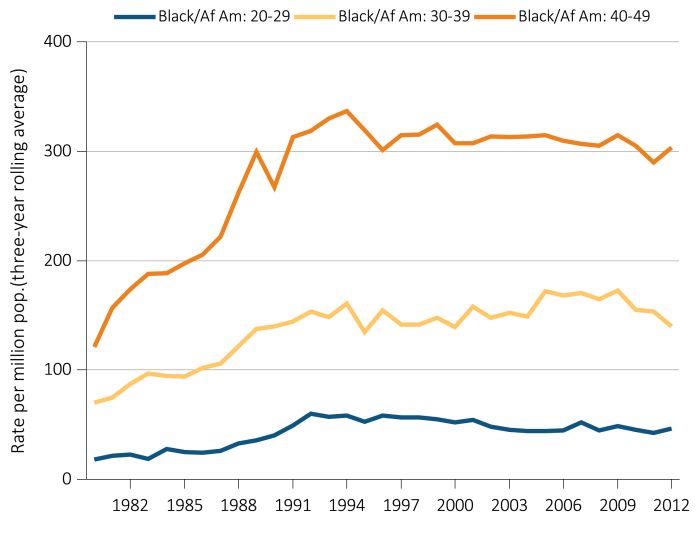 Black/Af Am: 20-29 Black/Af Am: 30-39 Black/Af Am: 40-49
Rate per million pop.(three-year rolling average)
400
300
200
100
0
1982 1985 1988 1991 1994 1997 2000 2003 2006 2009 2012